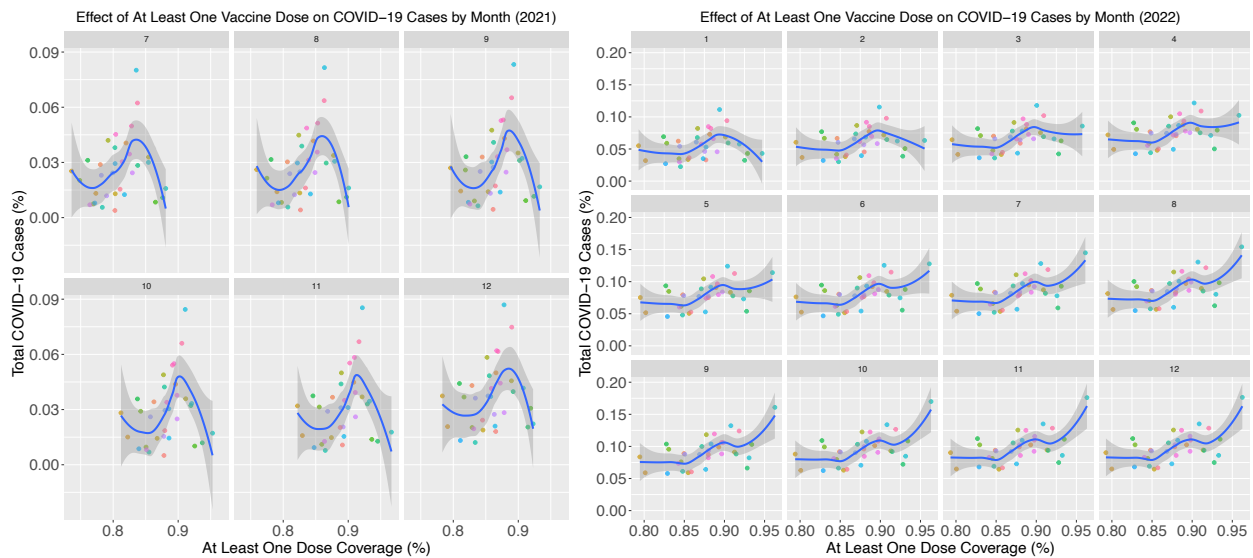 Effect of At Least One Vaccine Dose on COVID−19 Cases by Month (2021)
7 8 9
0.09
0.06
0.03
0.00
10 11 12
0.09
0.06
0.03
0.00
0.8 0.9 0.8 0.9 0.8 0.9
At Least One Dose Coverage (%)
Total COVID−19 Cases (%)
Effect of At Least One Vaccine Dose on COVID−19 Cases by Month (2022)
1 2 3 4
0.20
0.15
0.10
0.05
0.00
5 6 7 8
0.20
0.15
0.10
0.05
0.00
9 10 11 12
0.20
0.15
0.10
0.05
0.00
0.80 0.85 0.90 0.95 0.80 0.85 0.90 0.95 0.80 0.85 0.90 0.95 0.80 0.85 0.90 0.95
At Least One Dose Coverage (%)
Total COVID−19 Cases (%)